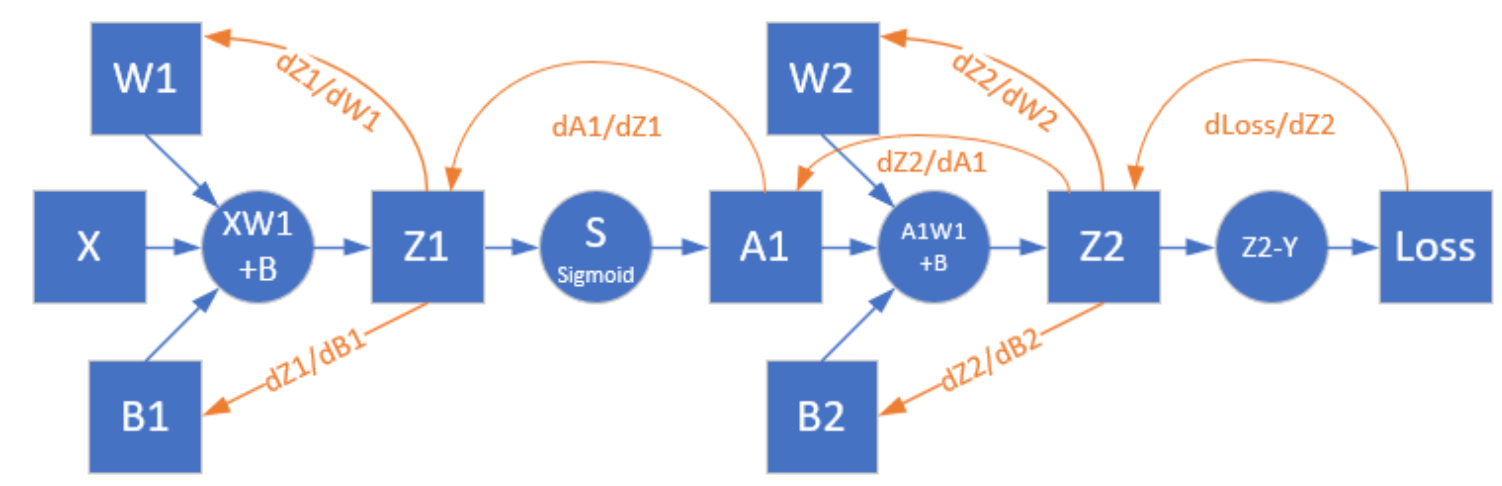 W1
dZ1/dW1
dA1/dZ1
W2
dZ2/dW2
dZ2/dA1
dLoss/dZ2
X
XW1
+B
Z1
S
Sigmoid
A1
A1W1
+B
Z2
Z2-Y
Loss
dZ1/dB1
B1
dZ2/dB2
B2